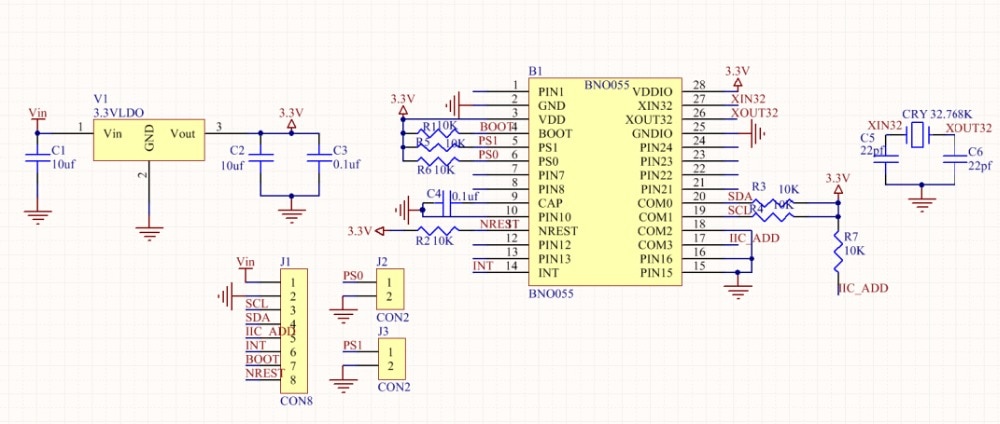 V1
3.3VLDO
Vin
1
Vin
GND
Vout
3
2
C1
10uf
3.3V
C2
10uf
C3
0.1uf
B1
BNO055
3.3V
R1 10K
R5 10K
R6 10K
BOOT
PS1
PS0
C4 0.1uf
3.3V
R2 10K
NREST
INT
1 PIN1
2 GND
3 VDD
4 BOOT
5 PS1
6 PS0
7 PIN7
8 PIN8
9 CAP
10 PIN10
NREST
12 PIN12
13 PIN13
14 INT
VDDIO 28
XIN32 27
XOUT32 26
GNDIO 25
PIN24 24
PIN23 23
PIN22 22
PIN21 21
COM0 20
COM1 19
COM2 18
COM3 17
PIN16 16
PIN15 15
BNO055
3.3V
XIN32
XOUT32
SDA
SCL
R3 10K
R4 10K
3.3V
IIC_ADD
R7
10K
IIC_ADD
CRY 32.768K
XIN32
XOUT32
C5
22pf
C6
22pf
Vin
J1
1
2
SCL 3
SDA 4
IIC_ADD 5
INT 6
BOOT 7
NREST 8
CON8
J2
PS0 1
2
CON2
J3
PS1 1
2
CON2